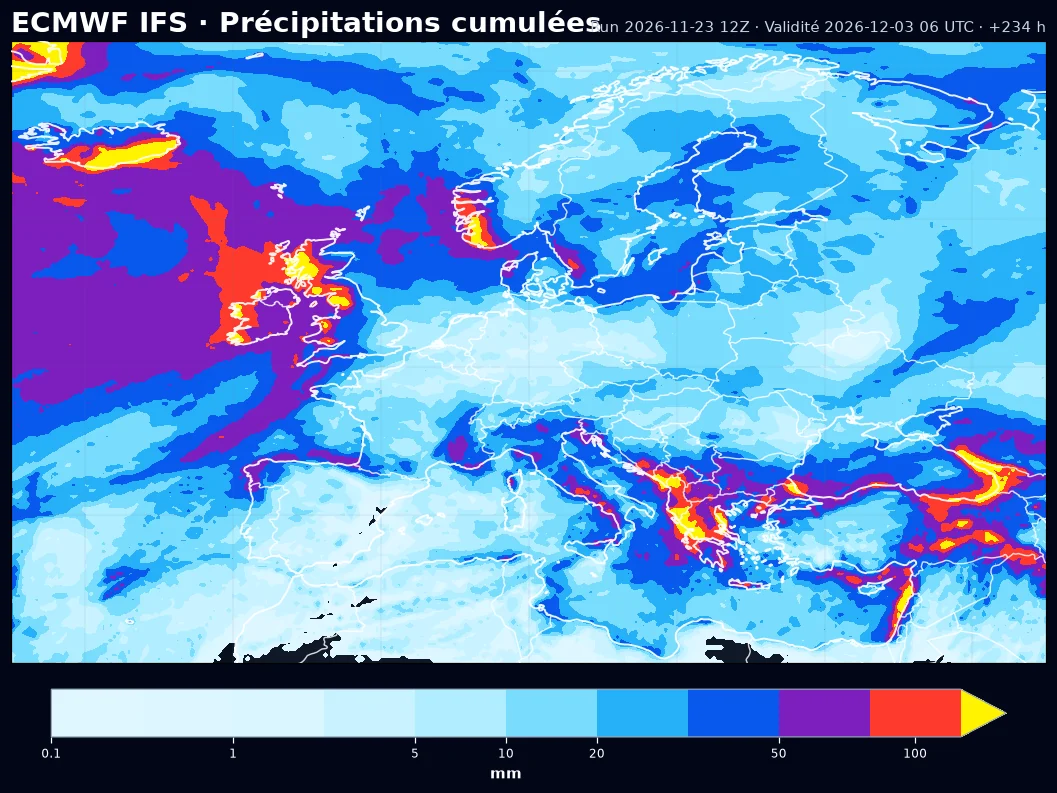 ECMWF IFS · Précipitations cumulées
Run 2026-11-23 12Z · Validité 2026-12-03 06 UTC · +234 h
0.1 1 5 10 20 50 100
mm